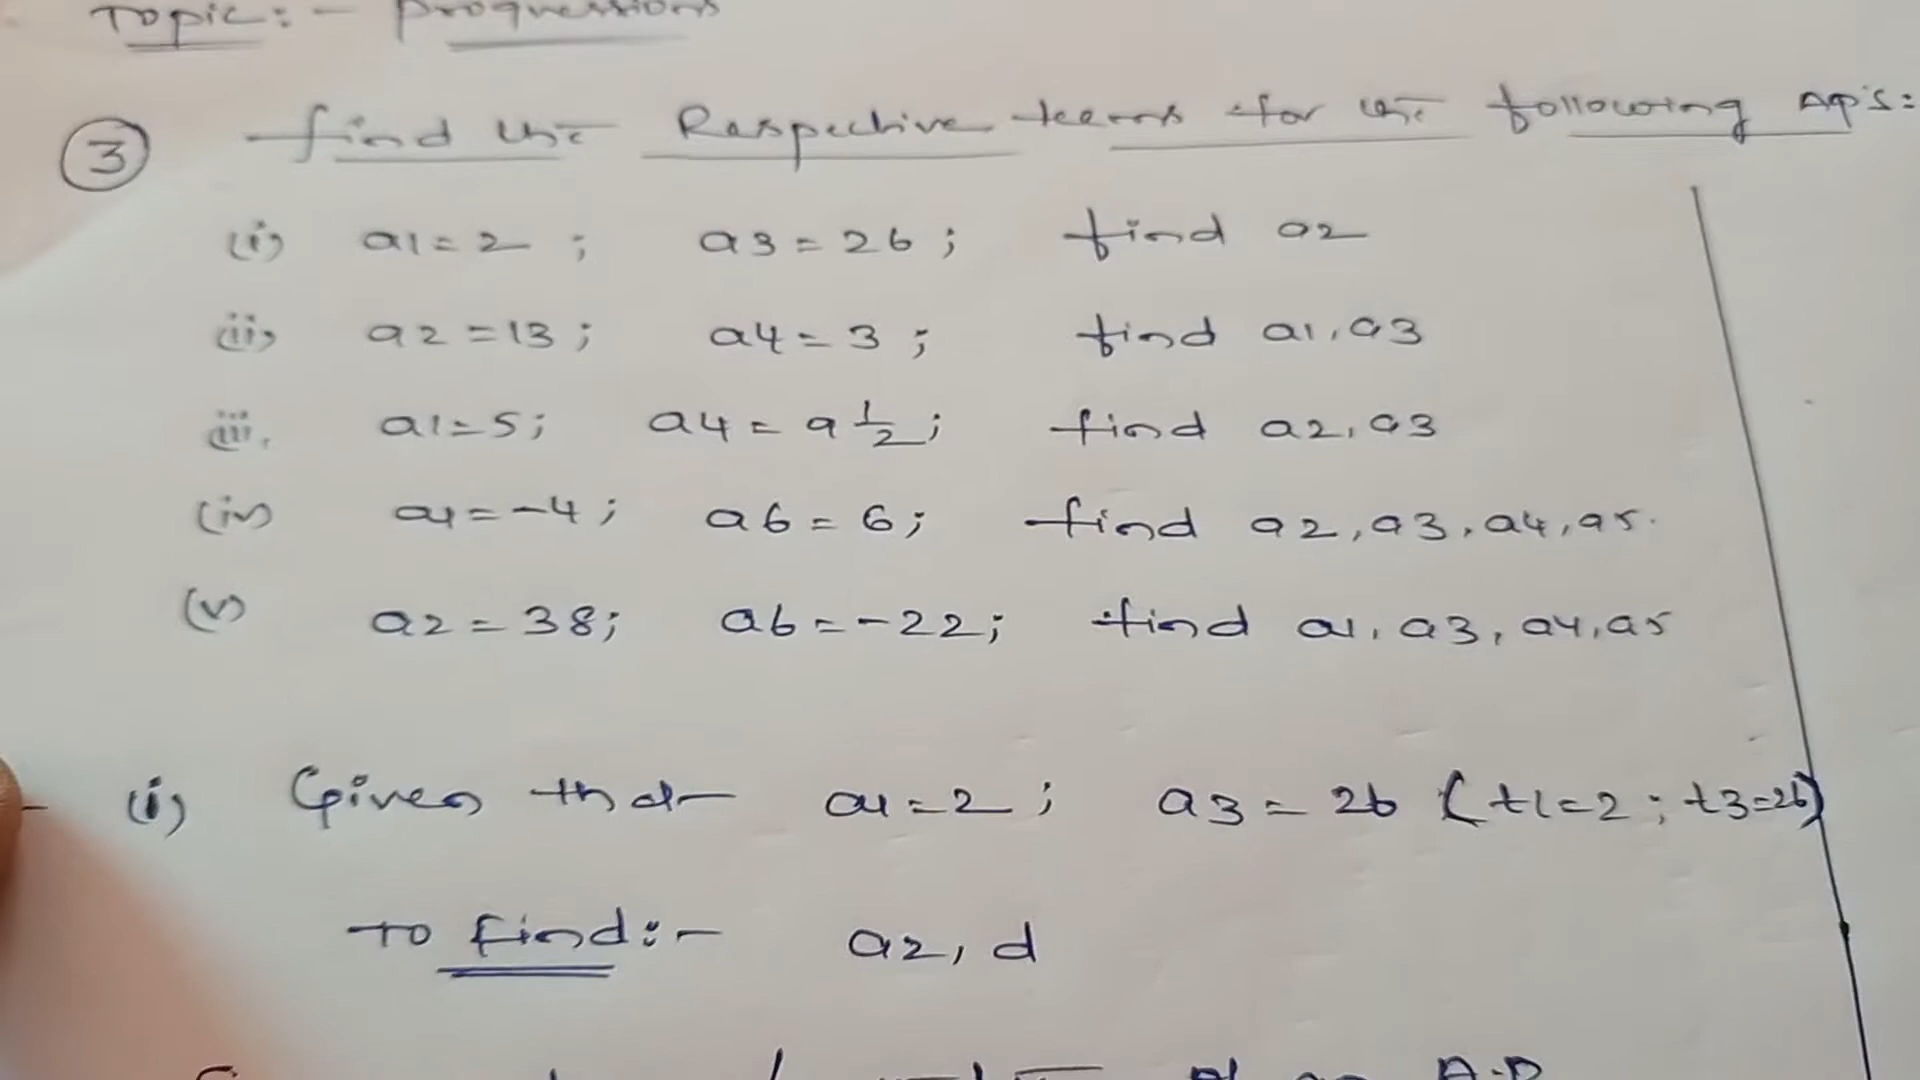 Topic:- Progressions
3 find the Respective terms for the following AP's:
(i) a1=2 ; a3=26 ; find a2
(ii) a2=13 ; a4=3 ; find a1, a3
iii. a1=5; a4=9 1/2; find a2, a3
(iv) a1=-4; a6=6; find a2, a3, a4, a5.
(v) a2=38; a6=-22; find a1, a3, a4, a5
(i) Given that a1=2 ; a3=26 (t1=2 ; t3=26)
To find:- a2, d
A.P